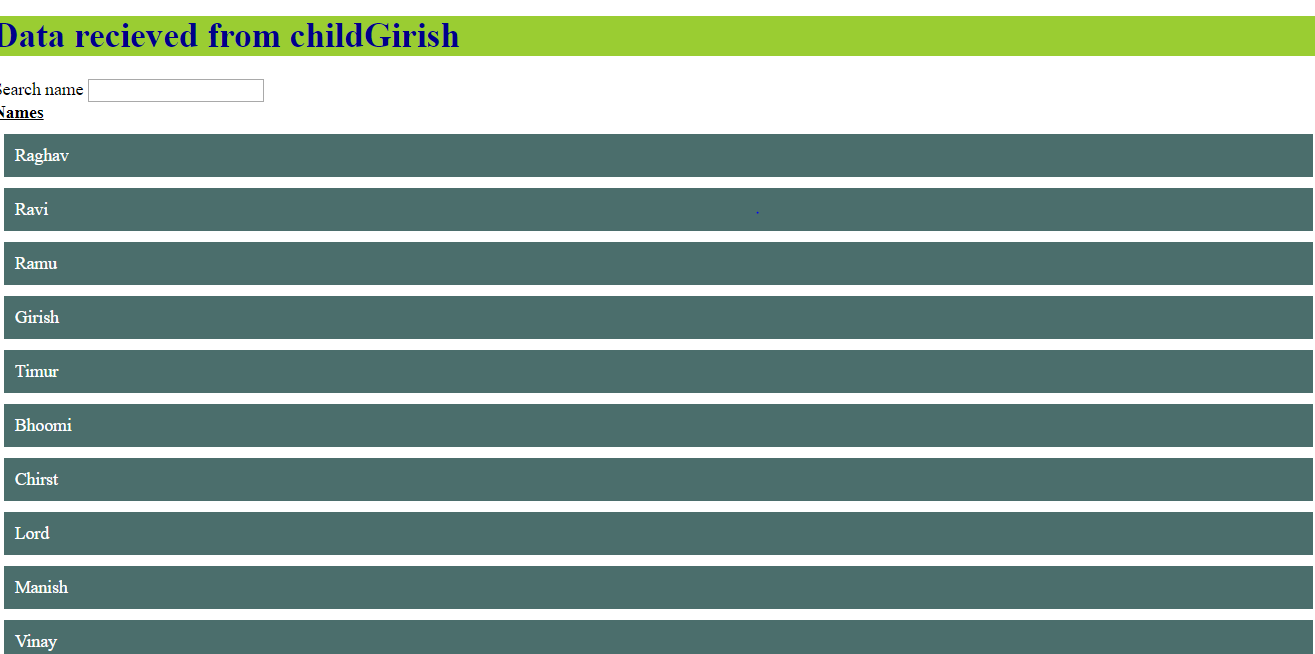 Data recieved from childGirish
Search name
Names
Raghav
Ravi
Ramu
Girish
Timur
Bhoomi
Chirst
Lord
Manish
Vinay